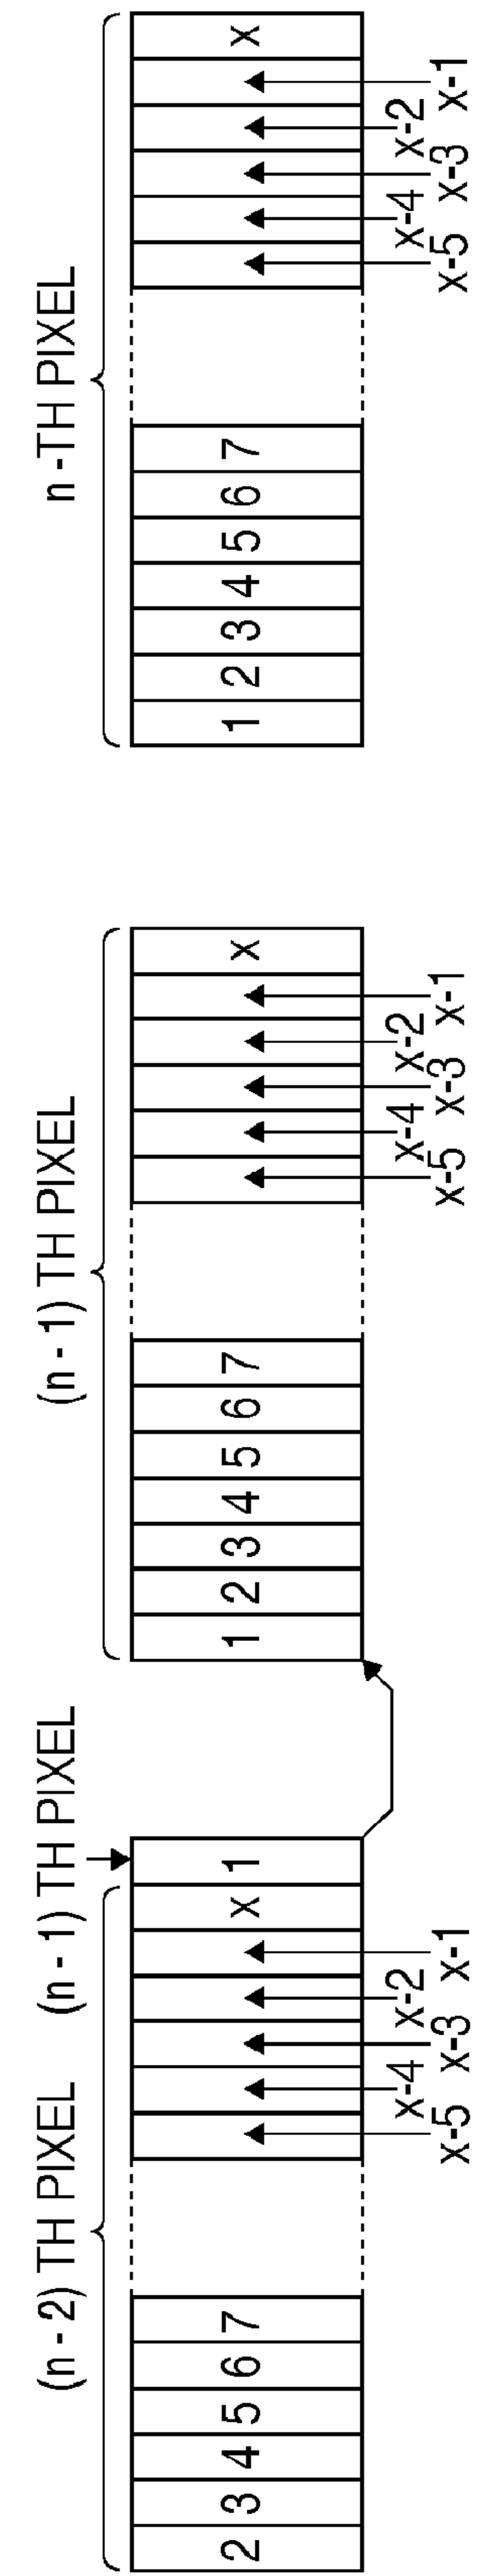 (n - 2) TH PIXEL
(n - 1) TH PIXEL
2 3 4 5 6 7
x 1
x-5
x-4
x-3
x-2
x-1
(n - 1) TH PIXEL
1 2 3 4 5 6 7
x
x-5
x-4
x-3
x-2
x-1
n -TH PIXEL
1 2 3 4 5 6 7
x
x-5
x-4
x-3
x-2
x-1